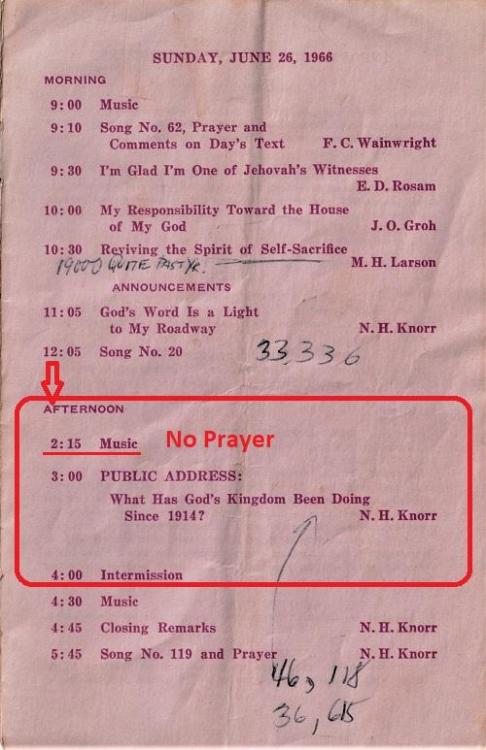 SUNDAY, JUNE 26, 1966
MORNING
9:00 Music
9:10 Song No. 62, Prayer and
Comments on Day's Text F. C. Wainwright
9:30 I'm Glad I'm One of Jehovah's Witnesses
E. D. Rosam
10:00 My Responsibility Toward the House
of My God J. O. Groh
10:30 Reviving the Spirit of Self-Sacrifice
19000 QUITE
M. H. Larson
ANNOUNCEMENTS
11:05 God's Word Is a Light
to My Roadway N. H. Knorr
12:05 Song No. 20 33,336
AFTERNOON
2:15 Music No Prayer
3:00 PUBLIC ADDRESS:
What Has God's Kingdom Been Doing
Since 1914? N. H. Knorr
4:00 Intermission
4:30 Music
4:45 Closing Remarks N. H. Knorr
5:45 Song No. 119 and Prayer N. H. Knorr
46,118
36,615